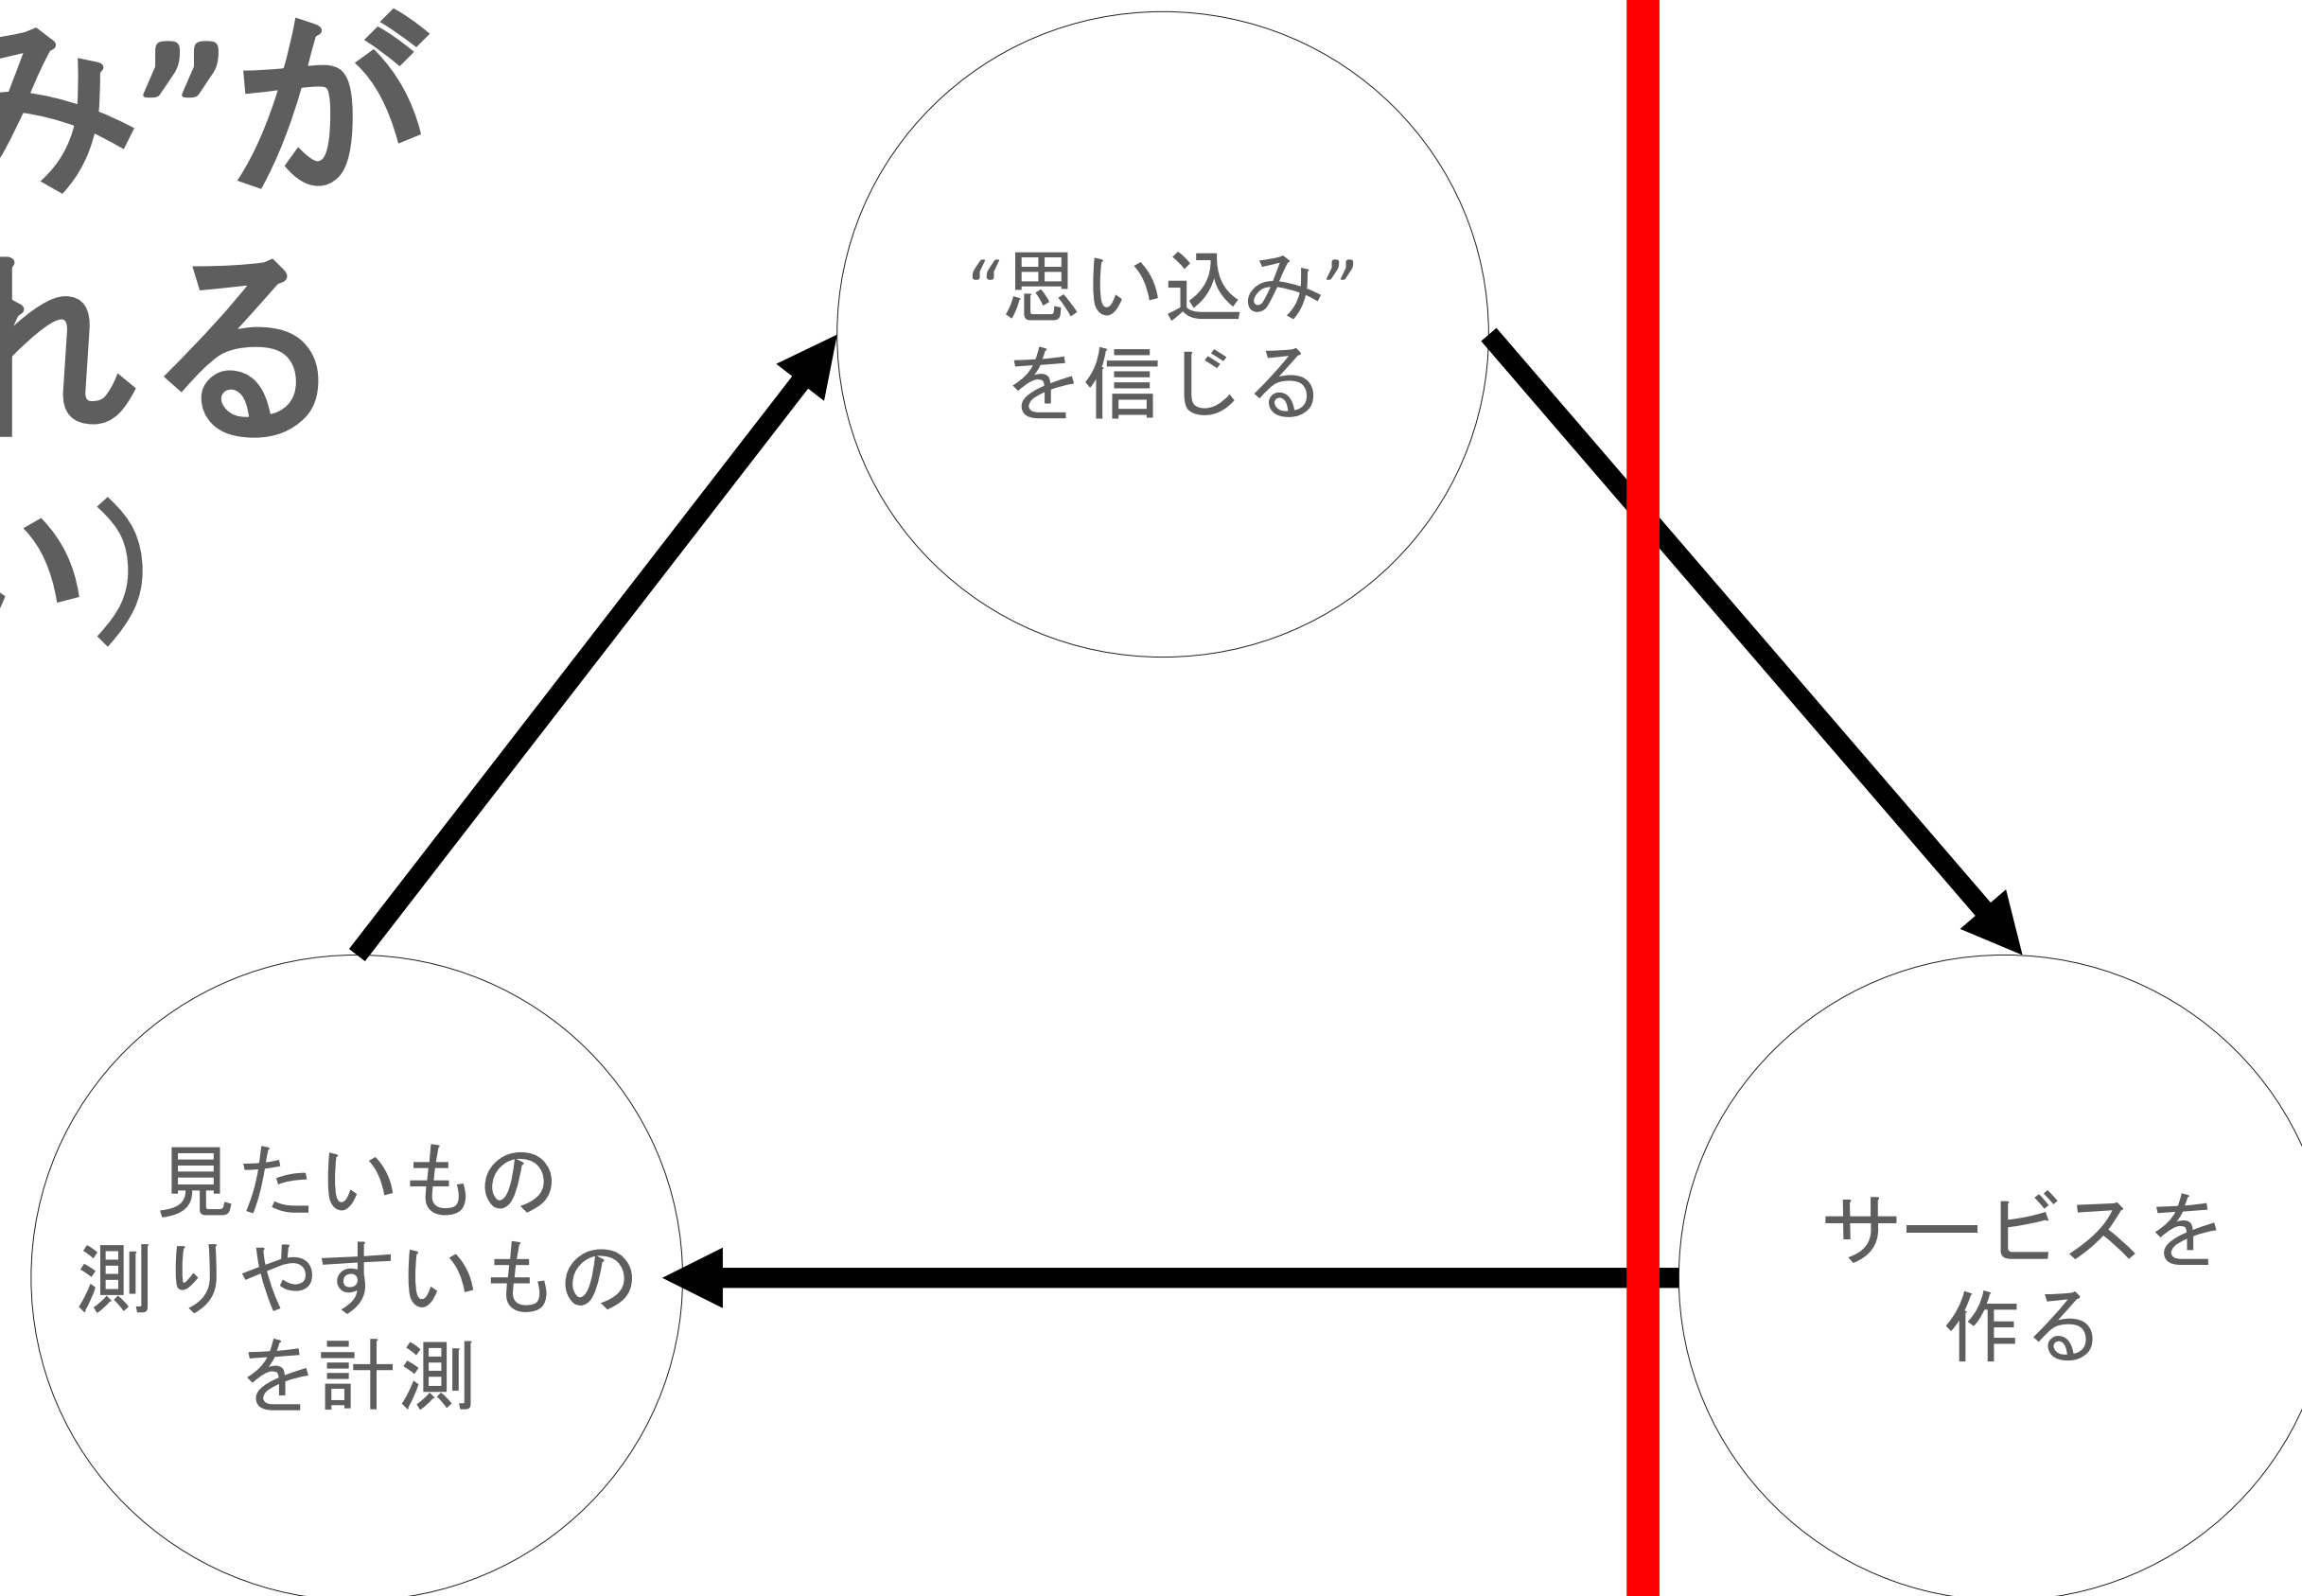 み”が
れる
い）
“思い込み”
を信じる
見たいもの
測りやすいもの
を計測
サービスを
作る